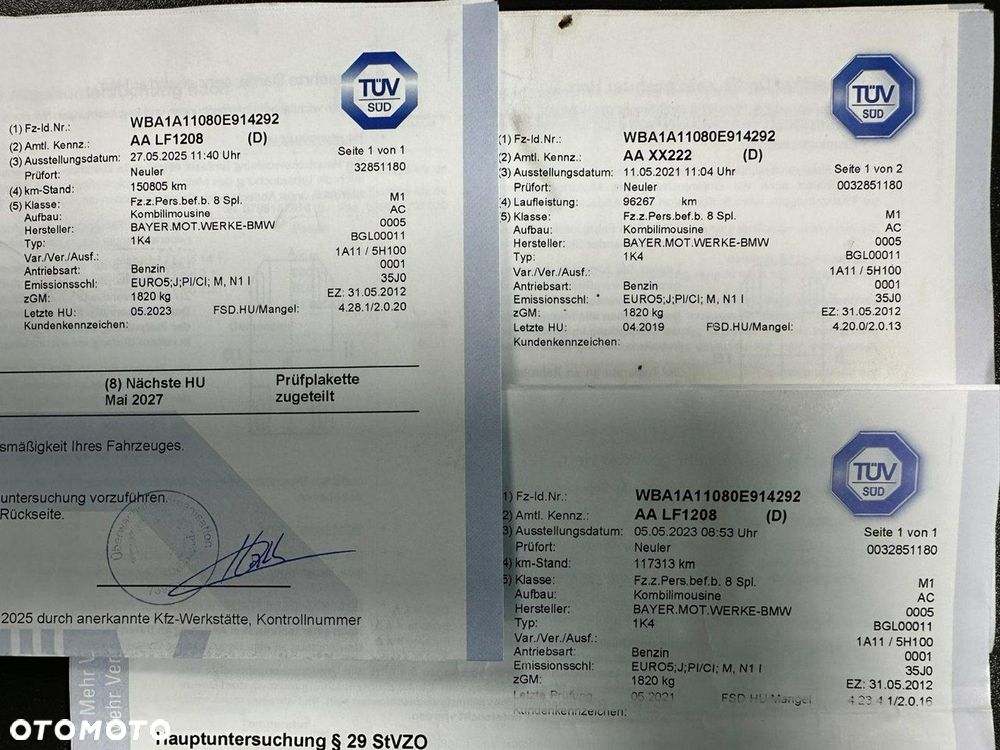 TÜV
SÜD
(1) Fz-Id.Nr.: WBA1A11080E914292
(2) Amtl. Kennz.: AA LF1208 (D)
(3) Ausstellungsdatum: 27.05.2025 11:40 Uhr Seite 1 von 1
Prüfort: Neuler 32851180
(4) km-Stand: 150805 km
(5) Klasse: Fz.z.Pers.bef.b. 8 Spl. M1
Aufbau: Kombilimousine AC
Hersteller: BAYER.MOT.WERKE-BMW 0005
Typ: 1K4 BGL00011
Var./Ver./Ausf.: 1A11 / 5H100
Antriebsart: Benzin 0001
Emissionsschl: EURO5;J;PI/CI; M, N1 I 35J0
zGM: 1820 kg EZ: 31.05.2012
Letzte HU: 05.2023 FSD.HU/Mangel: 4.28.1/2.0.20
Kundenkennzeichen:
(8) Nächste HU Prüfplakette
Mai 2027 zugeteilt
smäßigkeit Ihres Fahrzeuges.
untersuchung vorzuführen.
Rückseite.
2025 durch anerkannte Kfz-Werkstätte, Kontrollnummer
TÜV
SÜD
(1) Fz-Id.Nr.: WBA1A11080E914292
(2) Amtl. Kennz.: AA XX222 (D)
(3) Ausstellungsdatum: 11.05.2021 11:04 Uhr Seite 1 von 2
Prüfort: Neuler 0032851180
(4) Laufleistung: 96267 km
(5) Klasse: Fz.z.Pers.bef.b. 8 Spl. M1
Aufbau: Kombilimousine AC
Hersteller: BAYER.MOT.WERKE-BMW 0005
Typ: 1K4 BGL00011
Var./Ver./Ausf.: 1A11 / 5H100
Antriebsart: Benzin 0001
Emissionsschl: EURO5;J;PI/CI; M, N1 I 35J0
zGM: 1820 kg EZ: 31.05.2012
Letzte HU: 04.2019 FSD.HU/Mangel: 4.20.0/2.0.13
Kundenkennzeichen:
TÜV
SÜD
1) Fz-Id.Nr.: WBA1A11080E914292
2) Amtl. Kennz.: AA LF1208 (D)
3) Ausstellungsdatum: 05.05.2023 08:53 Uhr Seite 1 von 1
Prüfort: Neuler 0032851180
4) km-Stand: 117313 km
5) Klasse: Fz.z.Pers.bef.b. 8 Spl. M1
Aufbau: Kombilimousine AC
Hersteller: BAYER.MOT.WERKE-BMW 0005
Typ: 1K4 BGL00011
Var./Ver./Ausf.: 1A11 / 5H100
Antriebsart: Benzin 0001
Emissionsschl: EURO5;J;PI/CI; M, N1 I 35J0
zGM: 1820 kg EZ: 31.05.2012
Letzte Prüfung 05.2021 FSD.HU/Mangel 4.23.4.1/2.0.16
Kundenkennzeichen:
Mehr V
Mehr Ver
Hauptuntersuchung § 29 StVZO
OTOMOTO